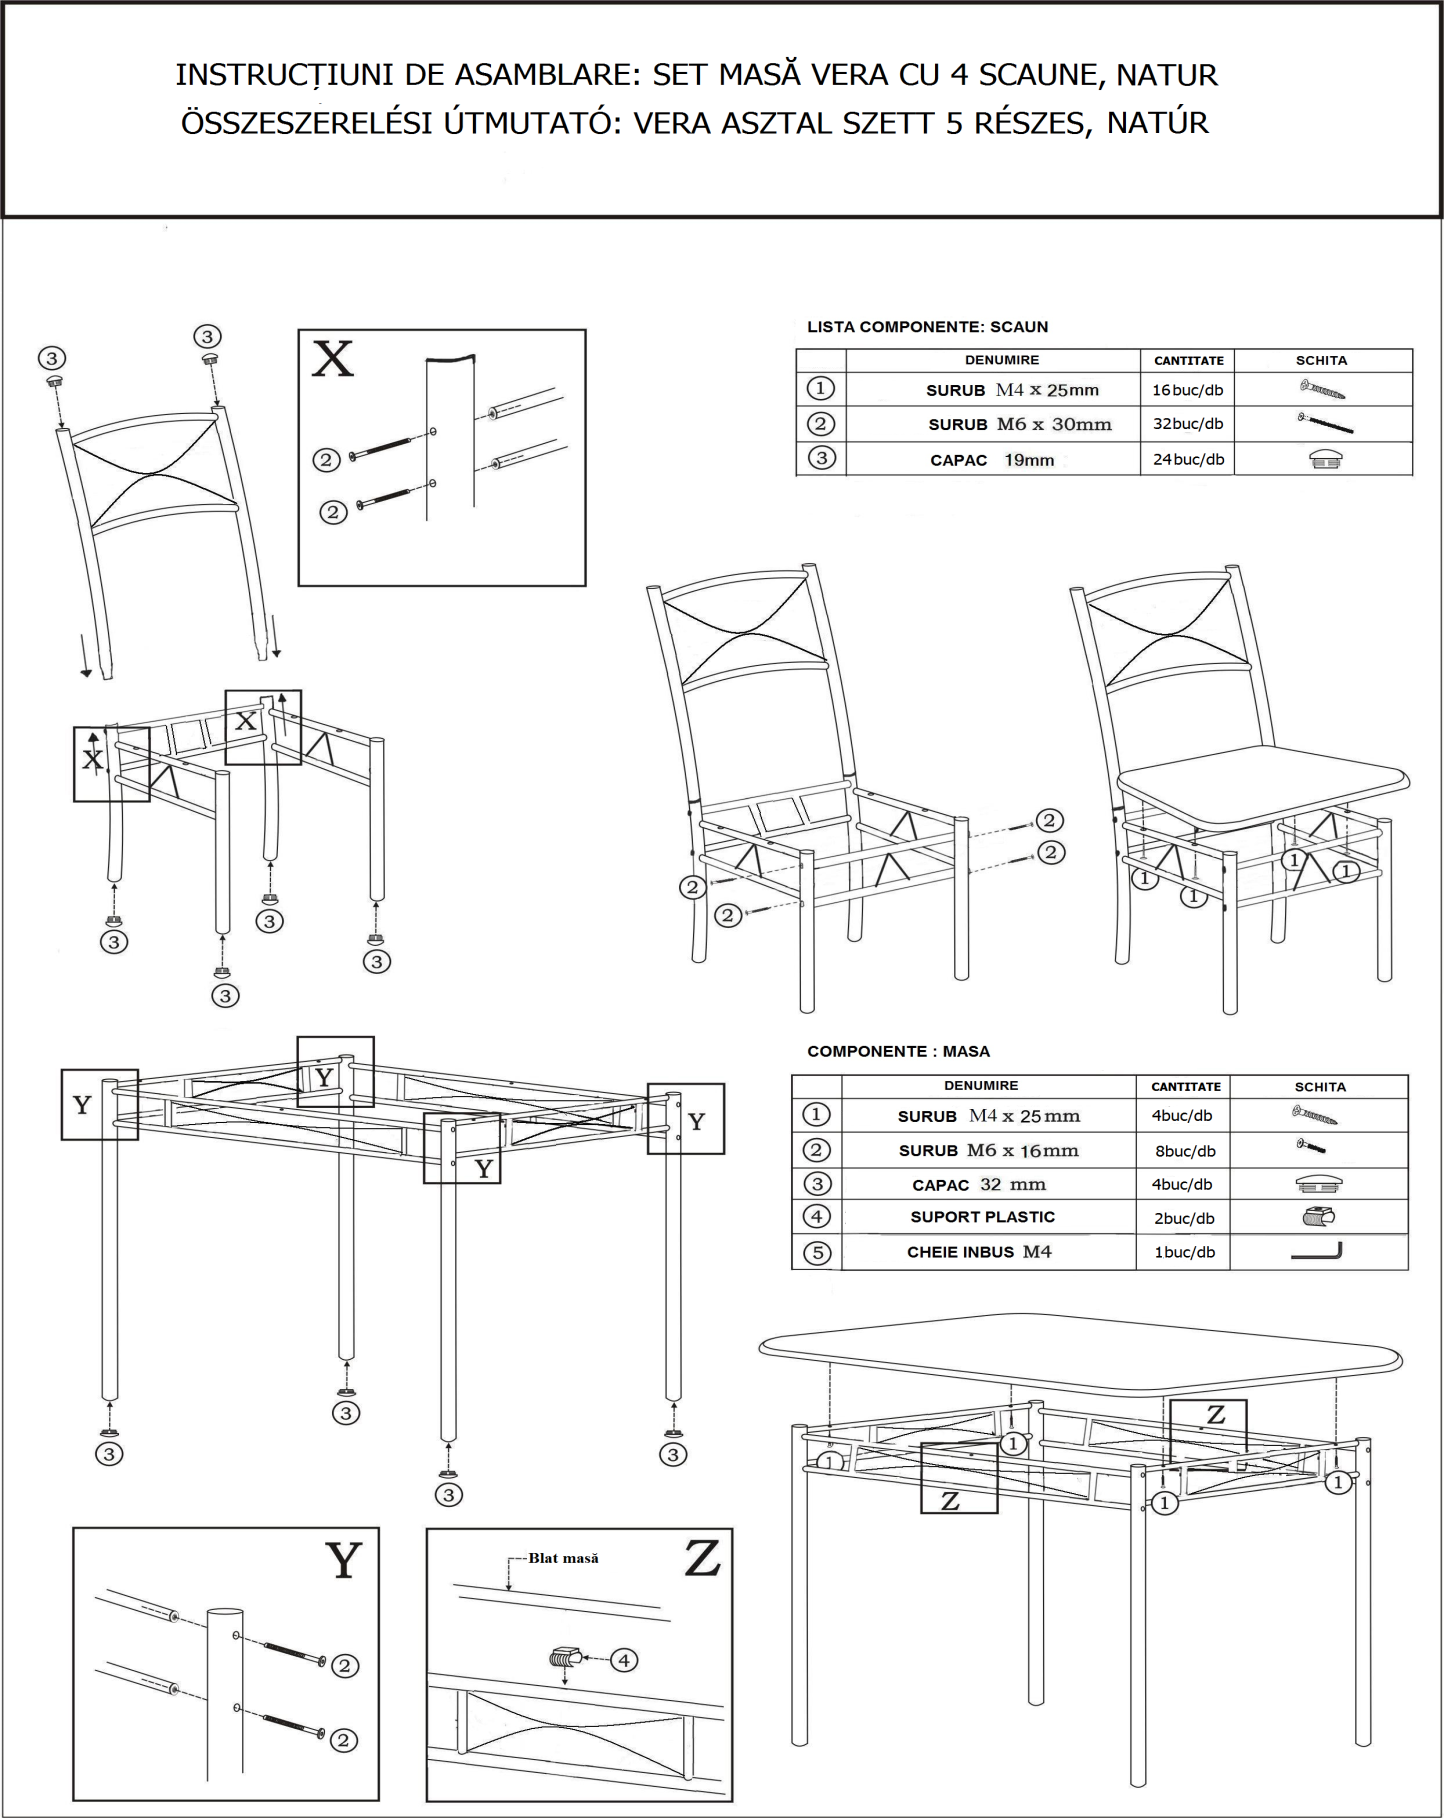 INSTRUCȚIUNI DE ASAMBLARE: SET MASĂ VERA CU 4 SCAUNE, NATUR
ÖSSZESZERELÉSI ÚTMUTATÓ: VERA ASZTAL SZETT 5 RÉSZES, NATÚR
3
3
X
2
2
X
X
3
3
3
3
LISTA COMPONENTE: SCAUN
DENUMIRE CANTITATE SCHITA
1 SURUB M4 x 25mm 16buc/db
2 SURUB M6 x 30mm 32buc/db
3 CAPAC 19mm 24buc/db
2
2
2
2
1
1
1
1
Y
Y
Y
Y
3
3
3
3
COMPONENTE : MASA
DENUMIRE CANTITATE SCHITA
1 SURUB M4 x 25mm 4buc/db
2 SURUB M6 x 16mm 8buc/db
3 CAPAC 32 mm 4buc/db
4 SUPORT PLASTIC 2buc/db
5 CHEIE INBUS M4 1buc/db
Z
1
1
1
Z
1
Y
2
2
Z
Blat masă
4